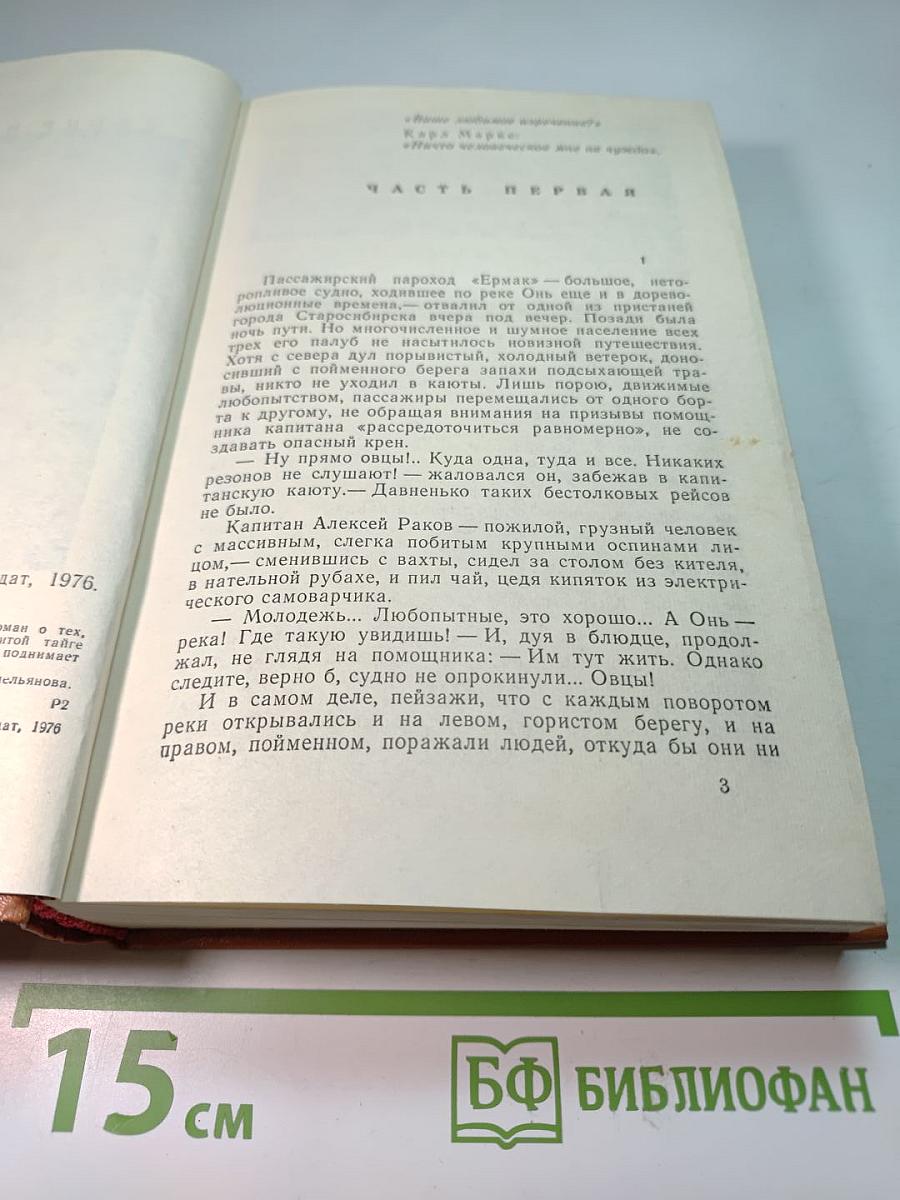 дат, 1976.
оман о тех,
итой тайге
поднимает
ельянова.
Р2
дат, 1976
«Ваше любимое изречение?»
Карл Маркс:
«Ничто человеческое мне не чуждо».
ЧАСТЬ ПЕРВАЯ
1
Пассажирский пароход «Ермак» — большое, нето-
ропливое судно, ходившее по реке Онь еще и в дорево-
люционные времена,— отвалил от одной из пристаней
города Старосибирска вчера под вечер. Позади была
ночь пути. Но многочисленное и шумное население всех
трех его палуб не насытилось новизной путешествия.
Хотя с севера дул порывистый, холодный ветерок, доно-
сивший с пойменного берега запахи подсыхающей тра-
вы, никто не уходил в каюты. Лишь порою, движимые
любопытством, пассажиры перемещались от одного бор-
та к другому, не обращая внимания на призывы помощ-
ника капитана «рассредоточиться равномерно», не со-
здавать опасный крен.
— Ну прямо овцы!.. Куда одна, туда и все. Никаких
резонов не слушают! — жаловался он, забежав в капи-
танскую каюту.— Давненько таких бестолковых рейсов
не было.
Капитан Алексей Раков — пожилой, грузный человек
с массивным, слегка побитым крупными оспинами ли-
цом,— сменившись с вахты, сидел за столом без кителя,
в нательной рубахе, и пил чай, цедя кипяток из электри-
ческого самоварчика.
— Молодежь... Любопытные, это хорошо... А Онь —
река! Где такую увидишь! — И, дуя в блюдце, продол-
жал, не глядя на помощника: — Им тут жить. Однако
следите, верно б, судно не опрокинули... Овцы!
И в самом деле, пейзажи, что с каждым поворотом
реки открывались и на левом, гористом берегу, и на
правом, пойменном, поражали людей, откуда бы они ни
3
15 см
БФ БИБЛИОФАН